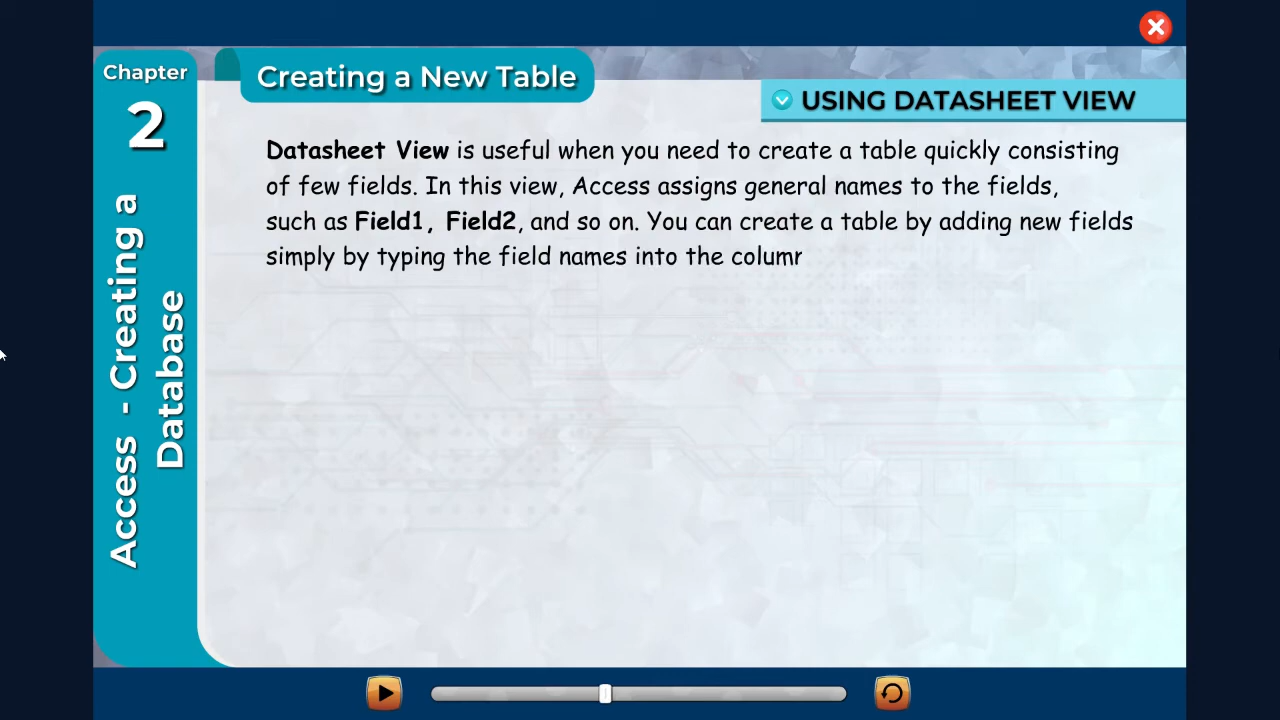 Chapter
2
Access - Creating a
Database
Creating a New Table
USING DATASHEET VIEW
Datasheet View is useful when you need to create a table quickly consisting
of few fields. In this view, Access assigns general names to the fields,
such as Field1, Field2, and so on. You can create a table by adding new fields
simply by typing the field names into the